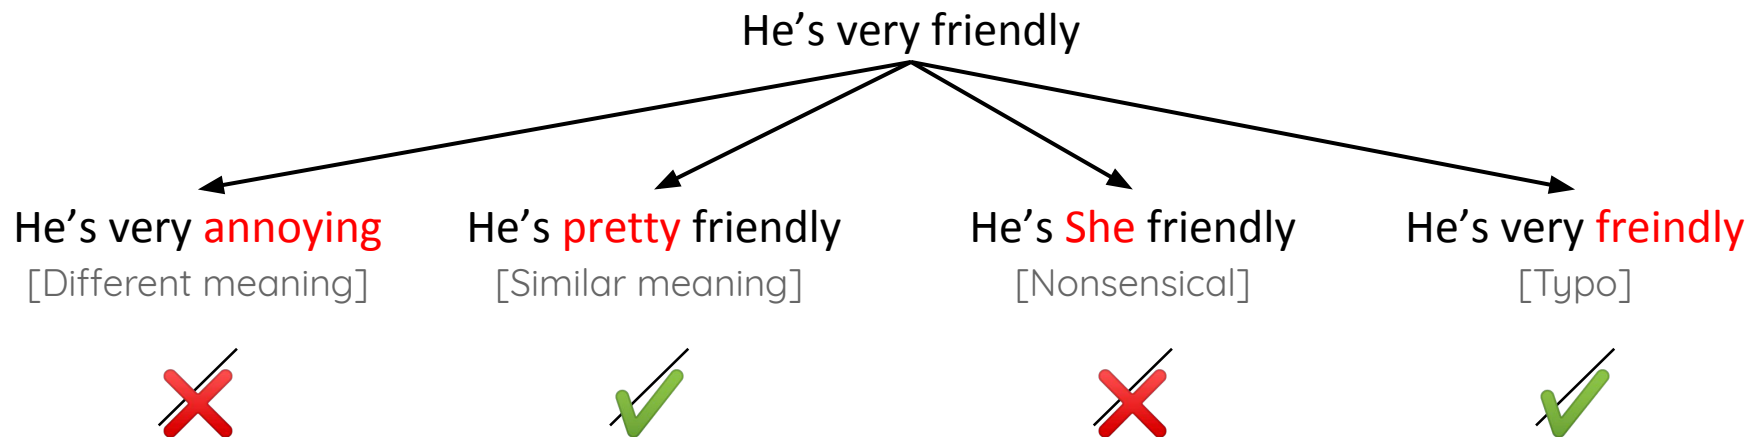 He’s very friendly
He’s very annoying
He’s pretty friendly
He’s She friendly
He’s very freindly
[Different meaning]
[Similar meaning]
[Nonsensical]
[Typo]